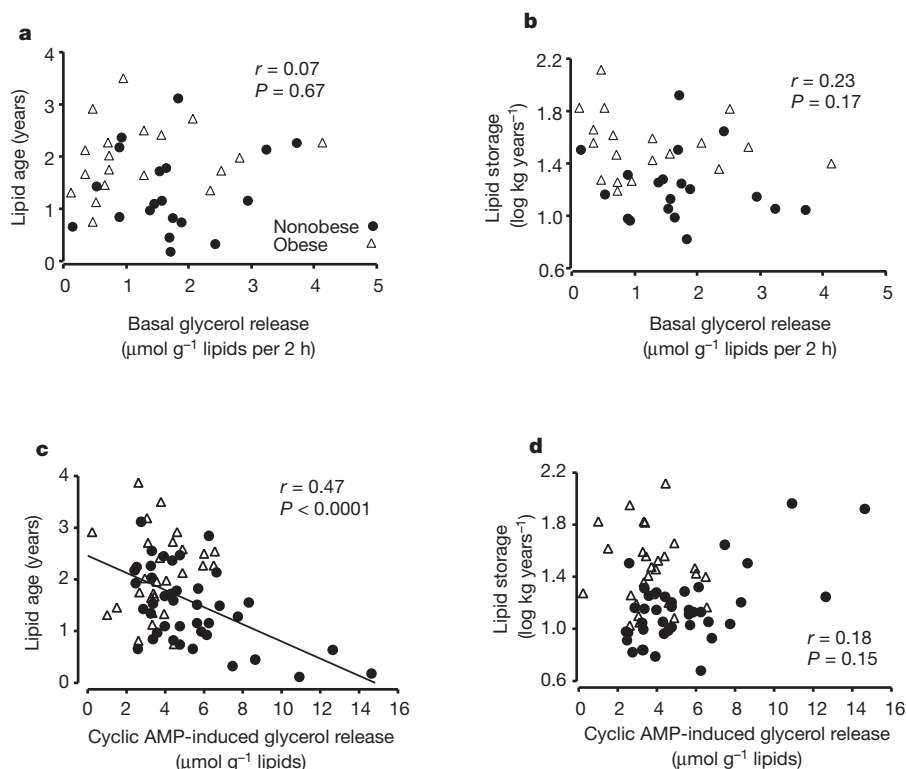 a
r = 0.07
P = 0.67
Lipid age (years)
4
3
2
1
0
Nonobese
Obese
0 1 2 3 4 5
Basal glycerol release
(μmol g⁻¹ lipids per 2 h)
b
r = 0.23
P = 0.17
Lipid storage
(log kg years⁻¹)
2.2
1.8
1.4
1.0
0.6
0 1 2 3 4 5
Basal glycerol release
(μmol g⁻¹ lipids per 2 h)
c
r = 0.47
P < 0.0001
Lipid age (years)
4
3
2
1
0
0 2 4 6 8 10 12 14 16
Cyclic AMP-induced glycerol release
(μmol g⁻¹ lipids)
d
Lipid storage
(log kg years⁻¹)
2.2
1.8
1.4
1.0
0.6
r = 0.18
P = 0.15
0 2 4 6 8 10 12 14 16
Cyclic AMP-induced glycerol release
(μmol g⁻¹ lipids)